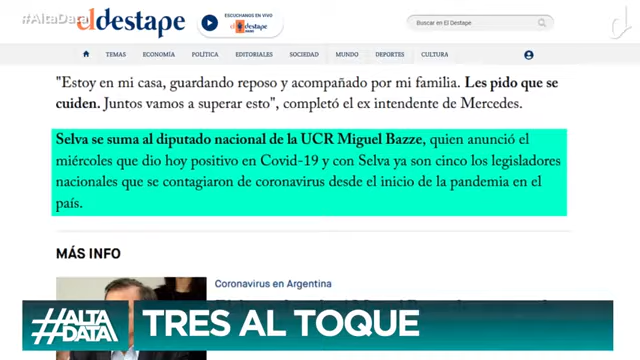 #AltaData
eldestape
ESCUCHANOS EN VIVO
eldestape
Buscar en El Destape
TEMAS ECONOMÍA POLÍTICA EDITORIALES SOCIEDAD MUNDO DEPORTES CULTURA
"Estoy en mi casa, guardando reposo y acompañado por mi familia. Les pido que se
cuiden. Juntos vamos a superar esto", completó el ex intendente de Mercedes.
Selva se suma al diputado nacional de la UCR Miguel Bazze, quien anunció el
miércoles que dio hoy positivo en Covid-19 y con Selva ya son cinco los legisladores
nacionales que se contagiaron de coronavirus desde el inicio de la pandemia en el
país.
MÁS INFO
Coronavirus en Argentina
#ALTA
DATA
TRES AL TOQUE